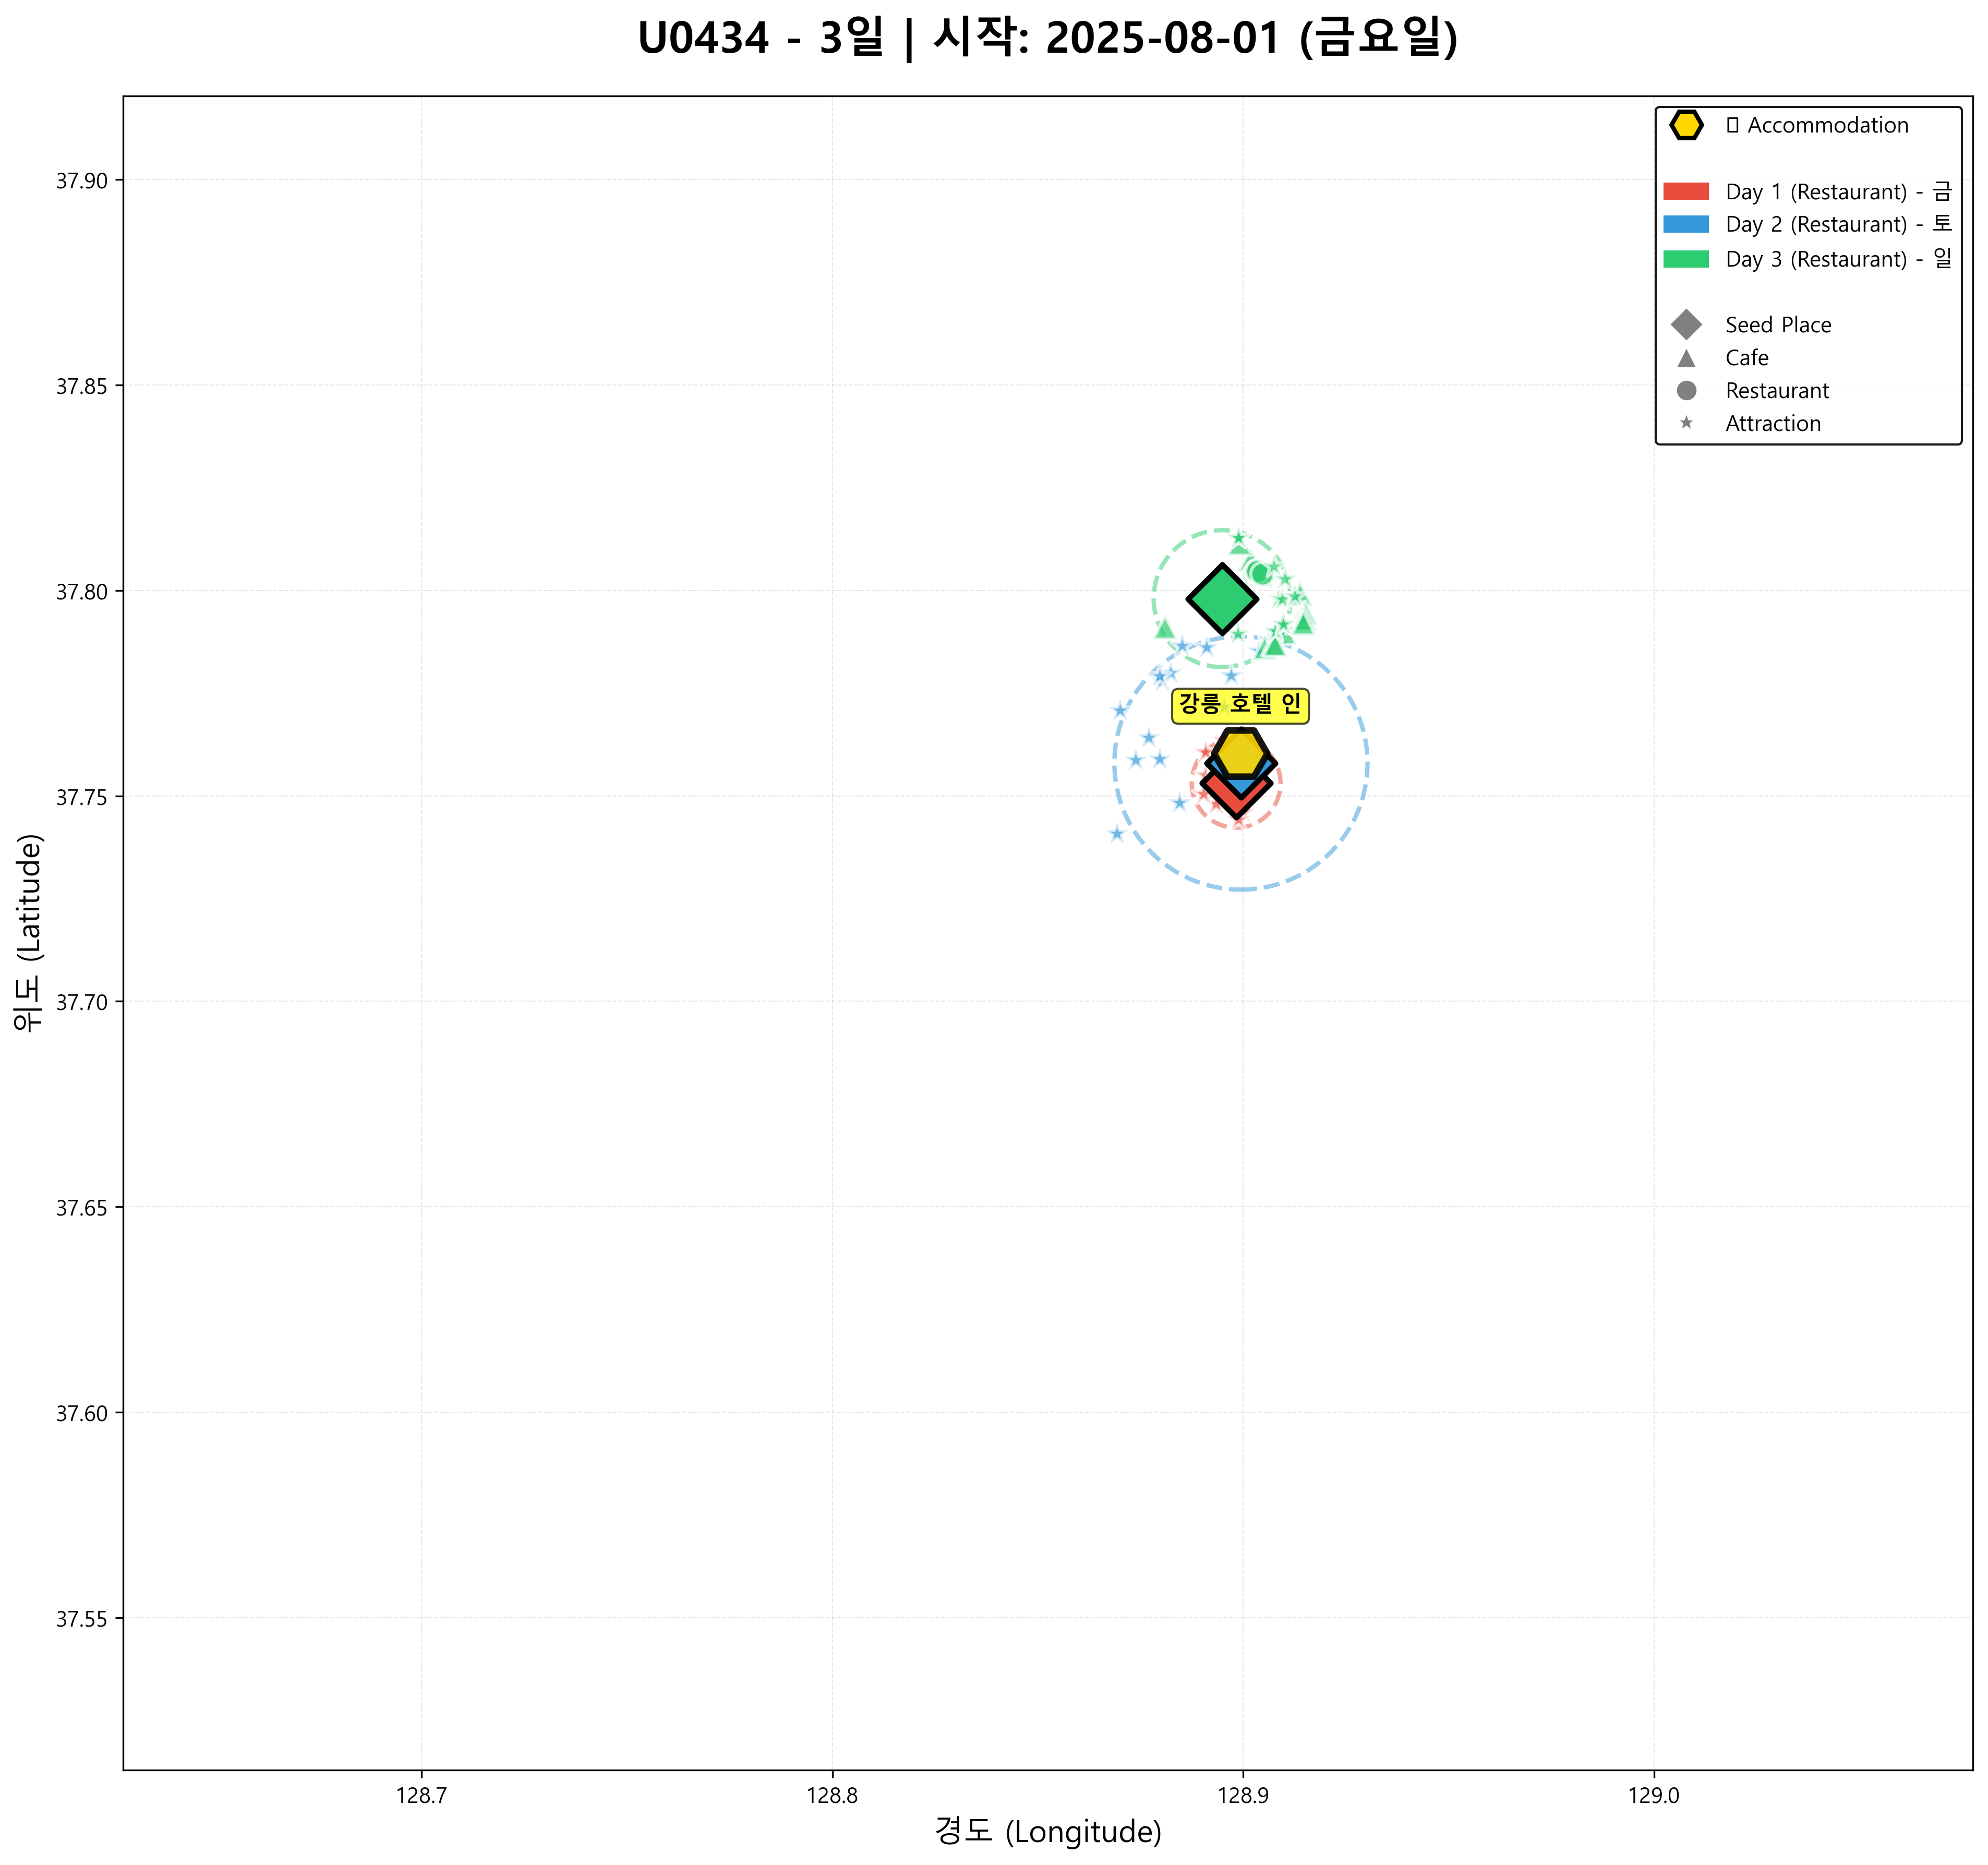 U0434 - 3일 | 시작: 2025-08-01 (금요일)
Accommodation
Day 1 (Restaurant) - 금
Day 2 (Restaurant) - 토
Day 3 (Restaurant) - 일
Seed Place
Cafe
Restaurant
Attraction
37.90
37.85
37.80
37.75
37.70
37.65
37.60
37.55
위도 (Latitude)
강릉 호텔 인
128.7
128.8
128.9
129.0
경도 (Longitude)